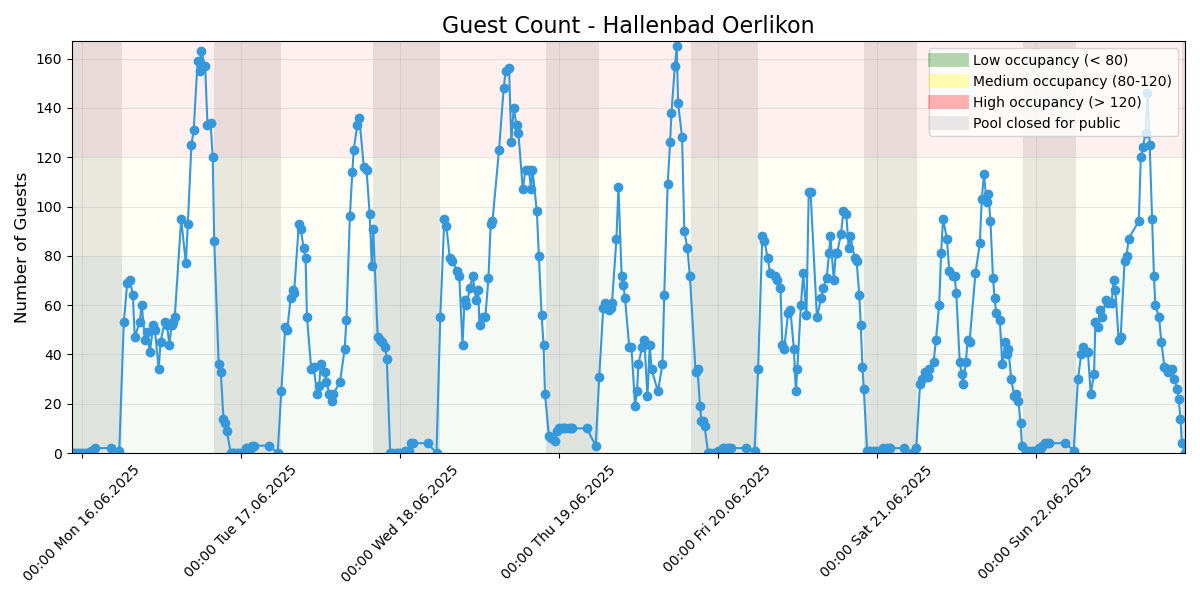 Guest Count - Hallenbad Oerlikon
Number of Guests
160
140
120
100
80
60
40
20
0
Low occupancy (< 80)
Medium occupancy (80-120)
High occupancy (> 120)
Pool closed for public
00:00 Mon 16.06.2025
00:00 Tue 17.06.2025
00:00 Wed 18.06.2025
00:00 Thu 19.06.2025
00:00 Fri 20.06.2025
00:00 Sat 21.06.2025
00:00 Sun 22.06.2025